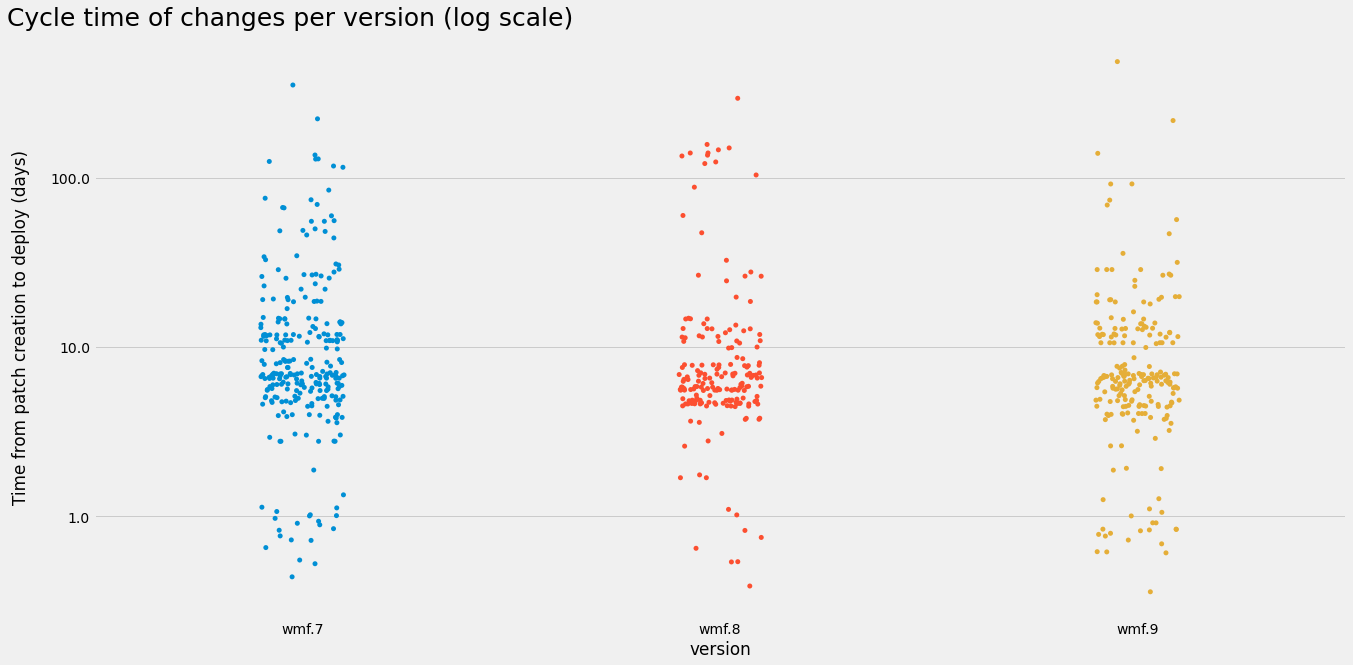 Cycle time of changes per version (log scale)
Time from patch creation to deploy (days)
100.0
10.0
1.0
wmf.7
wmf.8
wmf.9
version